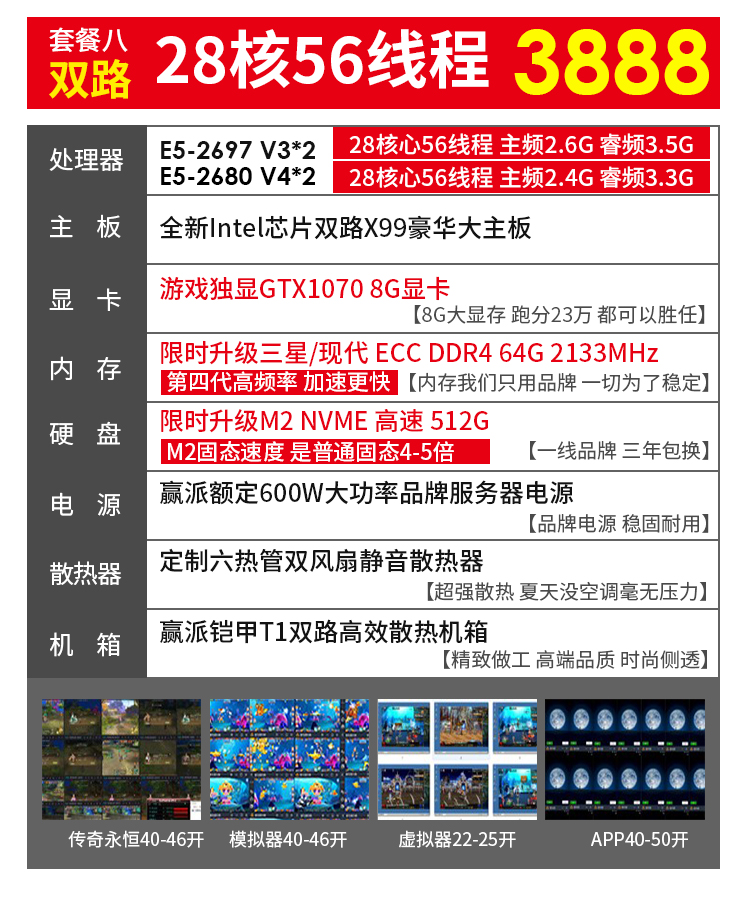 套餐八
双路
28核56线程 3888
处理器
E5-2697 V3*2 28核心56线程 主频2.6G 睿频3.5G
E5-2680 V4*2 28核心56线程 主频2.4G 睿频3.3G
主 板
全新Intel芯片双路X99豪华大主板
显 卡
游戏独显GTX1070 8G显卡
【8G大显存 跑分23万 都可以胜任】
内 存
限时升级三星/现代 ECC DDR4 64G 2133MHz
第四代高频率 加速更快 【内存我们只用品牌 一切为了稳定】
硬 盘
限时升级M2 NVME 高速 512G
M2固态速度 是普通固态4-5倍 【一线品牌 三年包换】
电 源
赢派额定600W大功率品牌服务器电源
【品牌电源 稳固耐用】
散热器
定制六热管双风扇静音散热器
【超强散热 夏天没空调毫无压力】
机 箱
赢派铠甲T1双路高效散热机箱
【精致做工 高端品质 时尚侧透】
传奇永恒40-46开 模拟器40-46开 虚拟器22-25开 APP40-50开